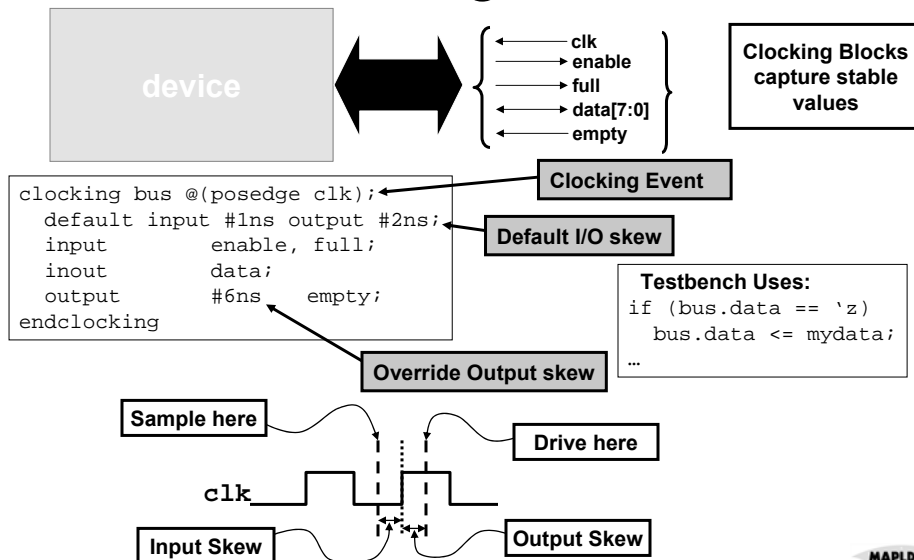 device
clk
enable
full
data[7:0]
empty
Clocking Blocks
capture stable
values
clocking bus @(posedge clk);
default input #1ns output #2ns;
input enable, full;
inout data;
output #6ns empty;
endclocking
Clocking Event
Default I/O skew
Override Output skew
Testbench Uses:
if (bus.data == ‘z)
bus.data <= mydata;
…
Sample here
Drive here
clk
Input Skew
Output Skew
MAPLD